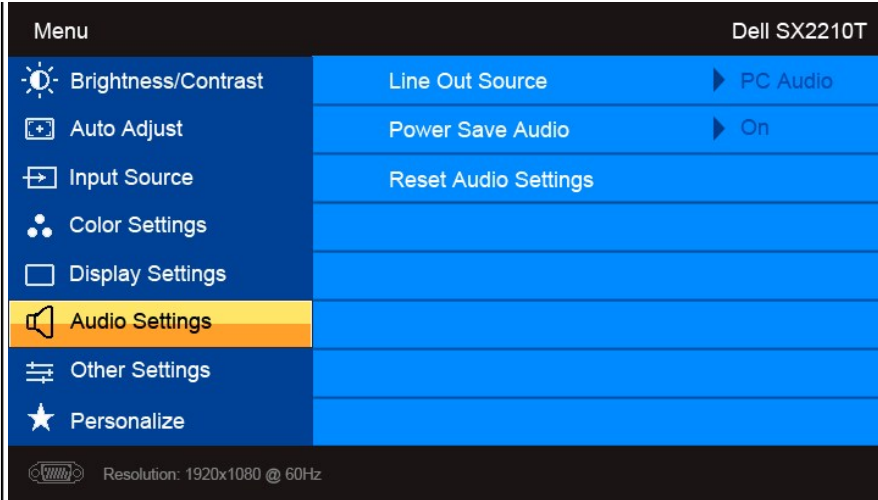 Menu
Dell SX2210T
Brightness/Contrast
Line Out Source
PC Audio
Auto Adjust
Power Save Audio
On
Input Source
Reset Audio Settings
Color Settings
Display Settings
Audio Settings
Other Settings
Personalize
Resolution: 1920x1080 @ 60Hz